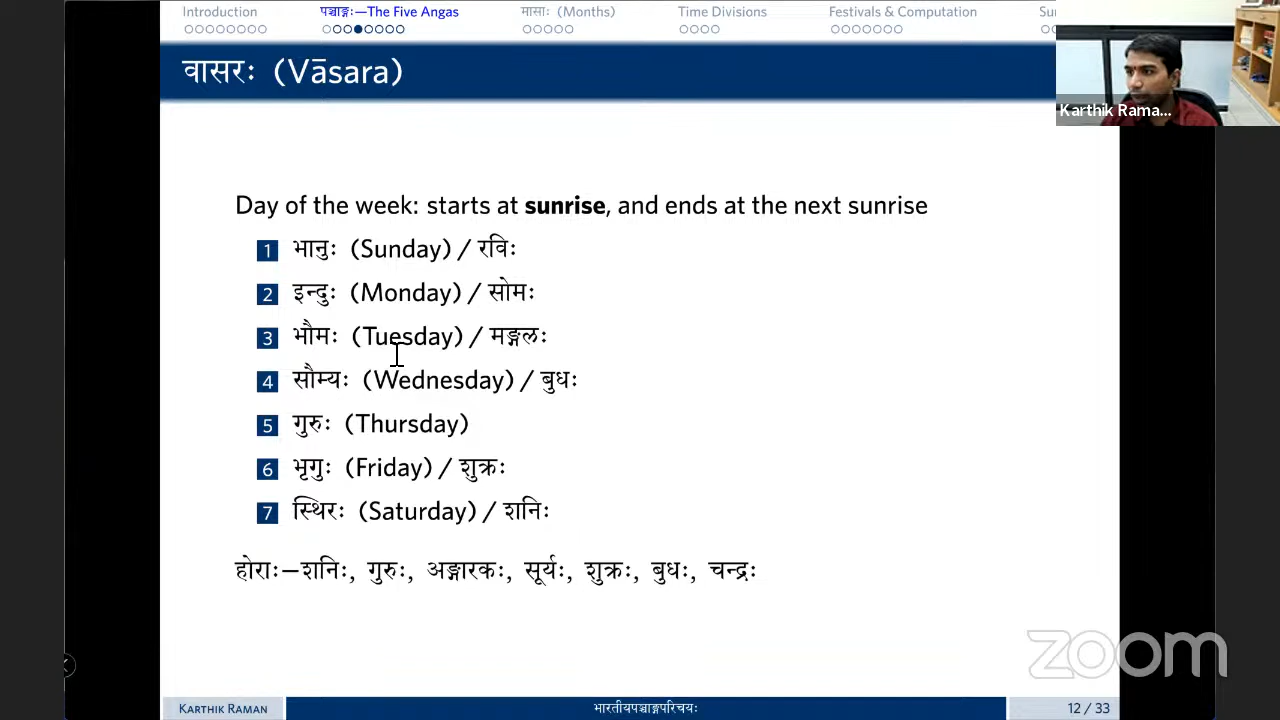 Introduction पञ्चाङ्गः—The Five Angas मासाः (Months) Time Divisions Festivals & Computation
वासरः (Vāsara)
Karthik Rama...
Day of the week: starts at sunrise, and ends at the next sunrise
1 भानुः (Sunday) / रविः
2 इन्दुः (Monday) / सोमः
3 भौमः (Tuesday) / मङ्गलः
4 सौम्यः (Wednesday) / बुधः
5 गुरुः (Thursday)
6 भृगुः (Friday) / शुक्रः
7 स्थिरः (Saturday) / शनिः
होराः—शनिः, गुरुः, अङ्गारकः, सूर्यः, शुक्रः, बुधः, चन्द्रः
zoom
KARTHIK RAMAN भारतीयपञ्चाङ्गपरिचयः 12 / 33